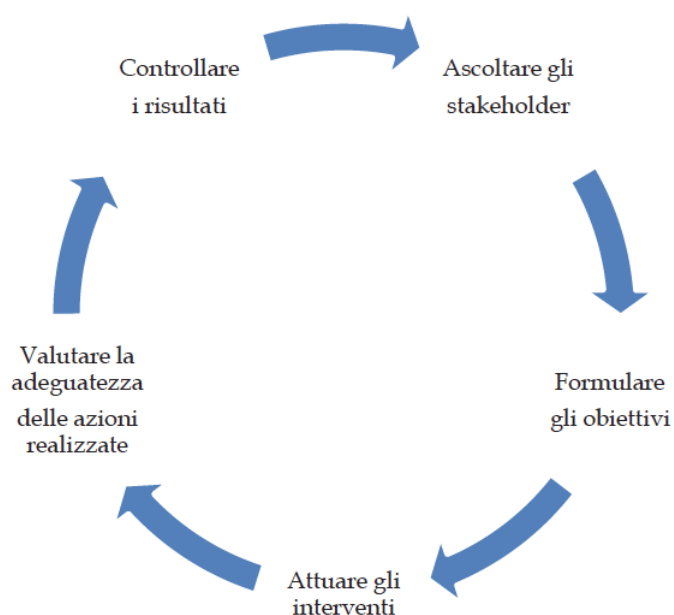 Controllare
i risultati
Ascoltare gli
stakeholder
Formulare
gli obiettivi
Attuare gli
interventi
Valutare la
adeguatezza
delle azioni
realizzate